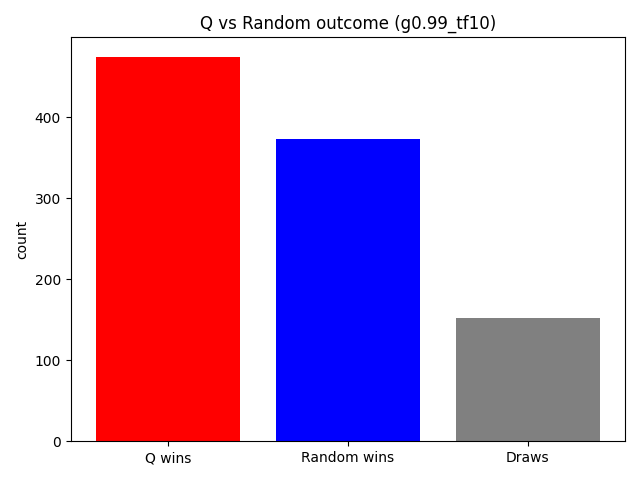 Q vs Random outcome (g0.99_tf10)
count
400
300
200
100
0
Q wins
Random wins
Draws